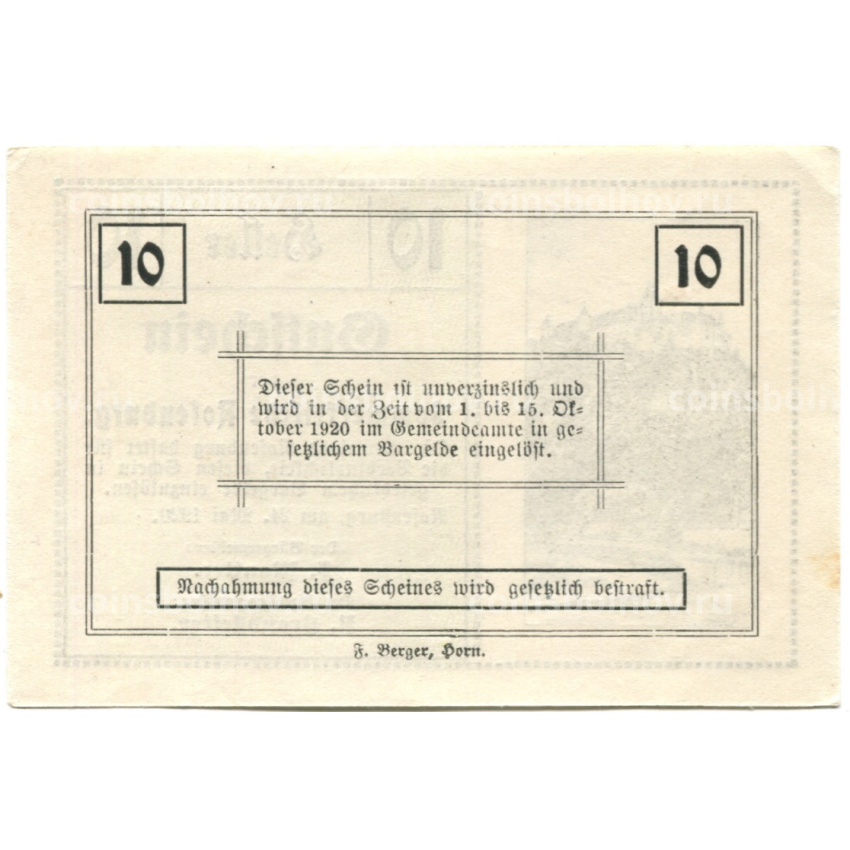 10
10
Dieser Schein ist unverzinslich und
wird in der Zeit vom 1. bis 15. Ok-
tober 1920 im Gemeindeamte in ge-
setzlichem Bargelde eingelöst.
Nachahmung dieses Scheines wird gesetzlich bestraft.
F. Berger, Horn.